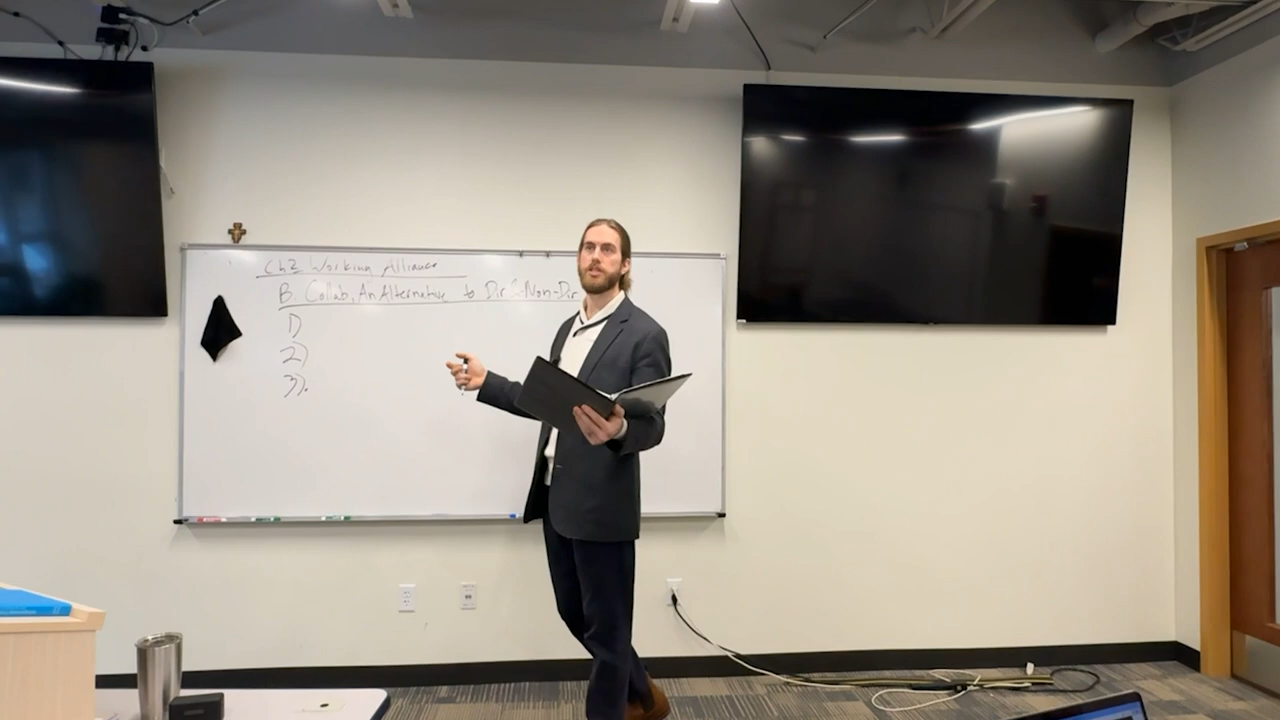 Ch2 Working Alliance
B. Collab, An Alternative to Dir & Non-Dir
1)
2)
3).